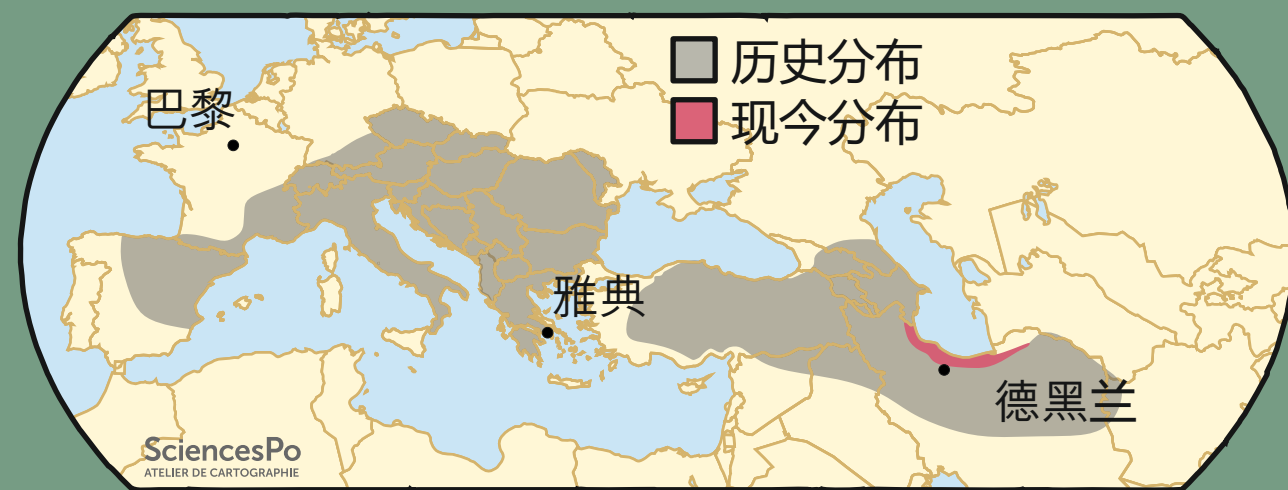 历史分布
现今分布
巴黎
雅典
德黑兰
SciencesPo
ATELIER DE CARTOGRAPHIE